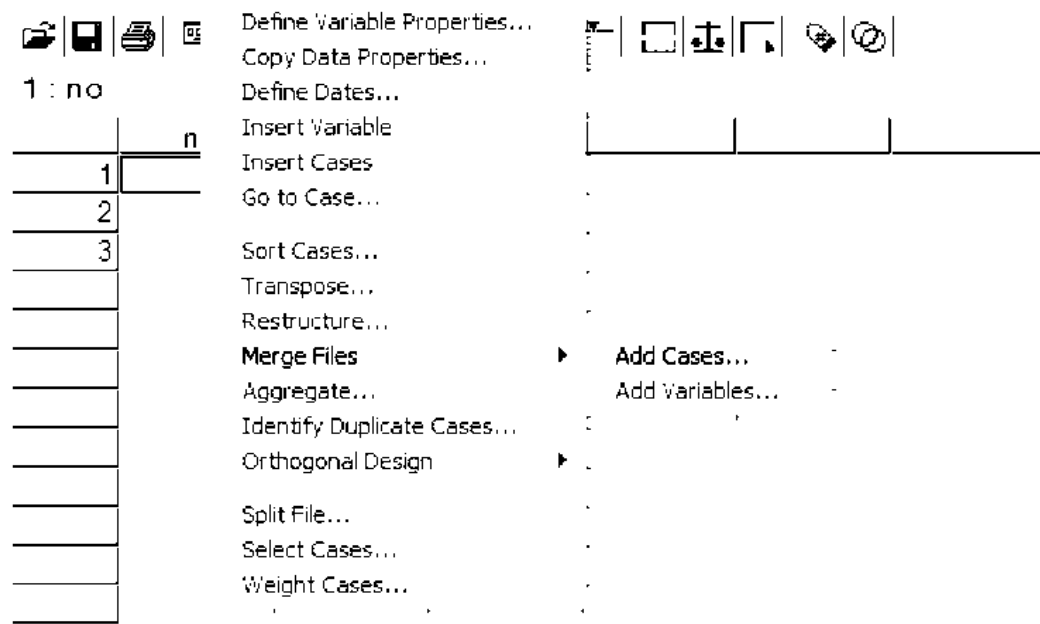 Define Variable Properties...
Copy Data Properties...
1 : no
Define Dates...
n
Insert Variable
1
Insert Cases
2
Go to Case...
3
Sort Cases...
Transpose...
Restructure...
Merge Files
Add Cases...
Aggregate...
Add Variables...
Identify Duplicate Cases...
Orthogonal Design
Split File...
Select Cases...
Weight Cases...